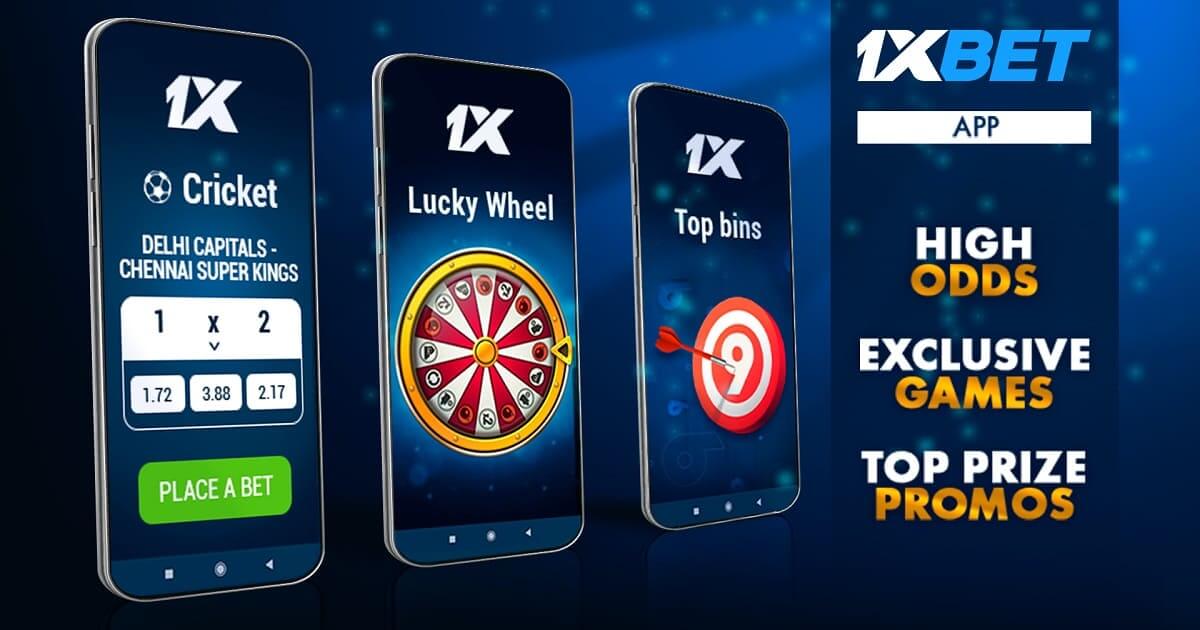 1X
Cricket
DELHI CAPITALS -
CHENNAI SUPER KINGS
1 x 2
1.72 3.88 2.17
PLACE A BET
1X
Lucky Wheel
1X
Top bins
9
1XBET
APP
HIGH
ODDS
EXCLUSIVE
GAMES
TOP PRIZE
PROMOS